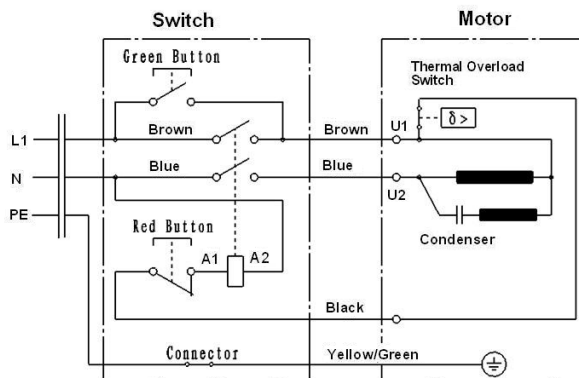 Switch
Motor
Green Button
Thermal Overload
Switch
δ>
L1
Brown
Brown
U1
N
Blue
Blue
U2
PE
Red Button
A1
A2
Condenser
Black
Connector
Yellow/Green